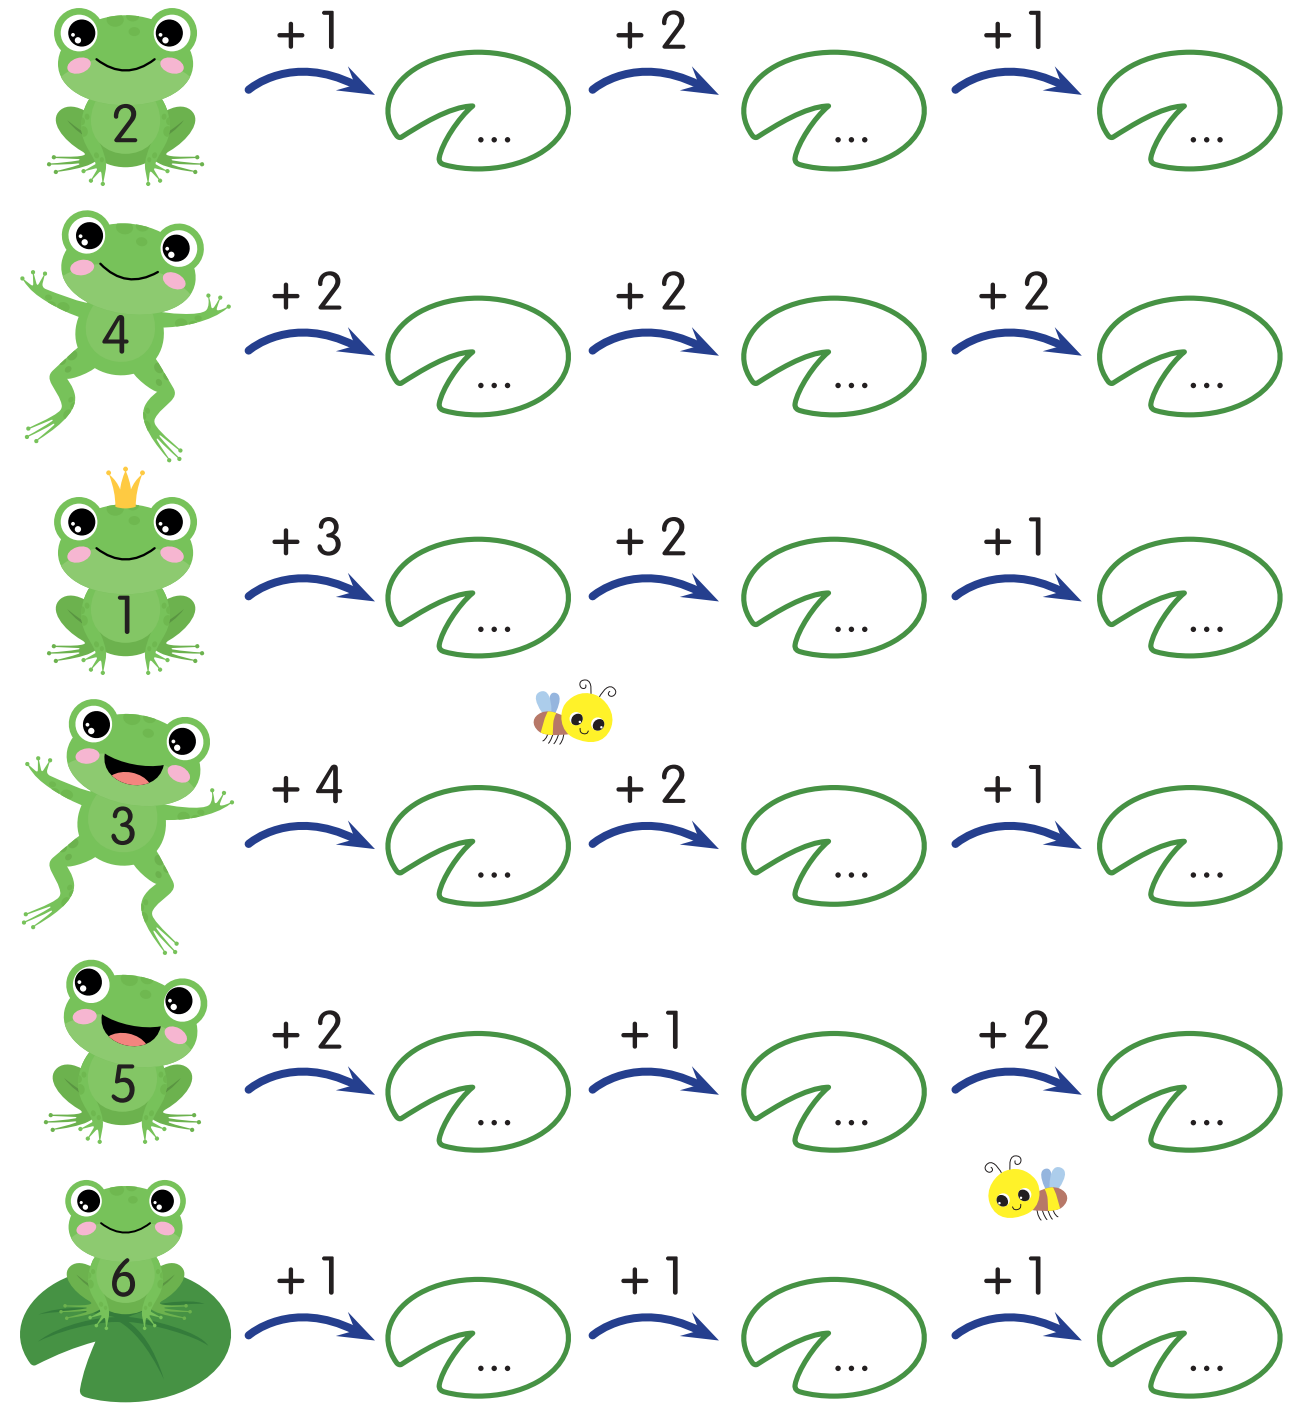 2 + 1 ... + 2 ... + 1 ...
4 + 2 ... + 2 ... + 2 ...
1 + 3 ... + 2 ... + 1 ...
3 + 4 ... + 2 ... + 1 ...
5 + 2 ... + 1 ... + 2 ...
6 + 1 ... + 1 ... + 1 ...